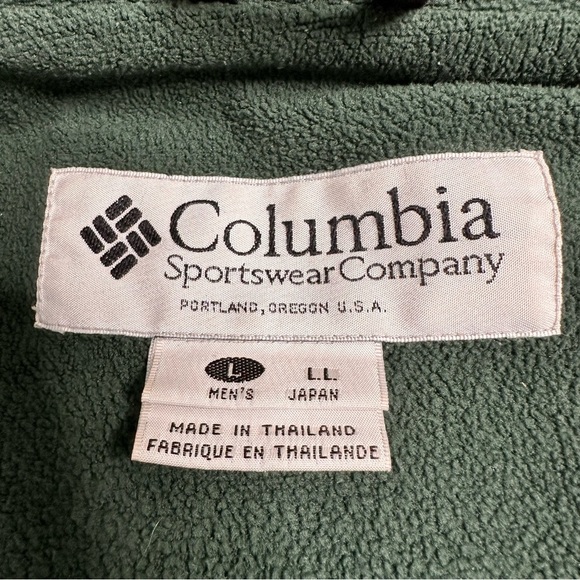 Columbia
Sportswear Company
PORTLAND, OREGON U.S.A.
L L.L.
MEN'S JAPAN
MADE IN THAILAND
FABRIQUE EN THAILANDE